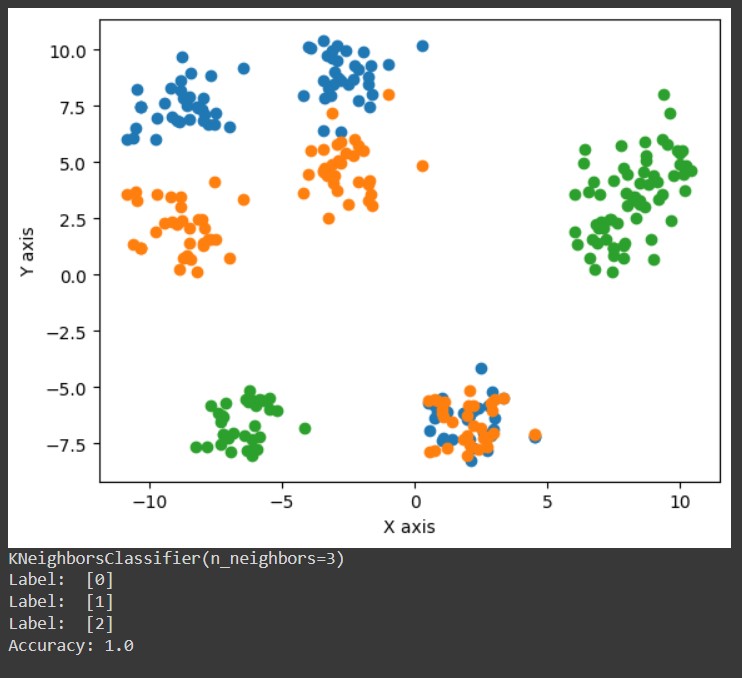 10.0
7.5
5.0
2.5
0.0
−2.5
−5.0
−7.5
Y axis
−10 −5 0 5 10
X axis
KNeighborsClassifier(n_neighbors=3)
Label:  [0]
Label:  [1]
Label:  [2]
Accuracy: 1.0